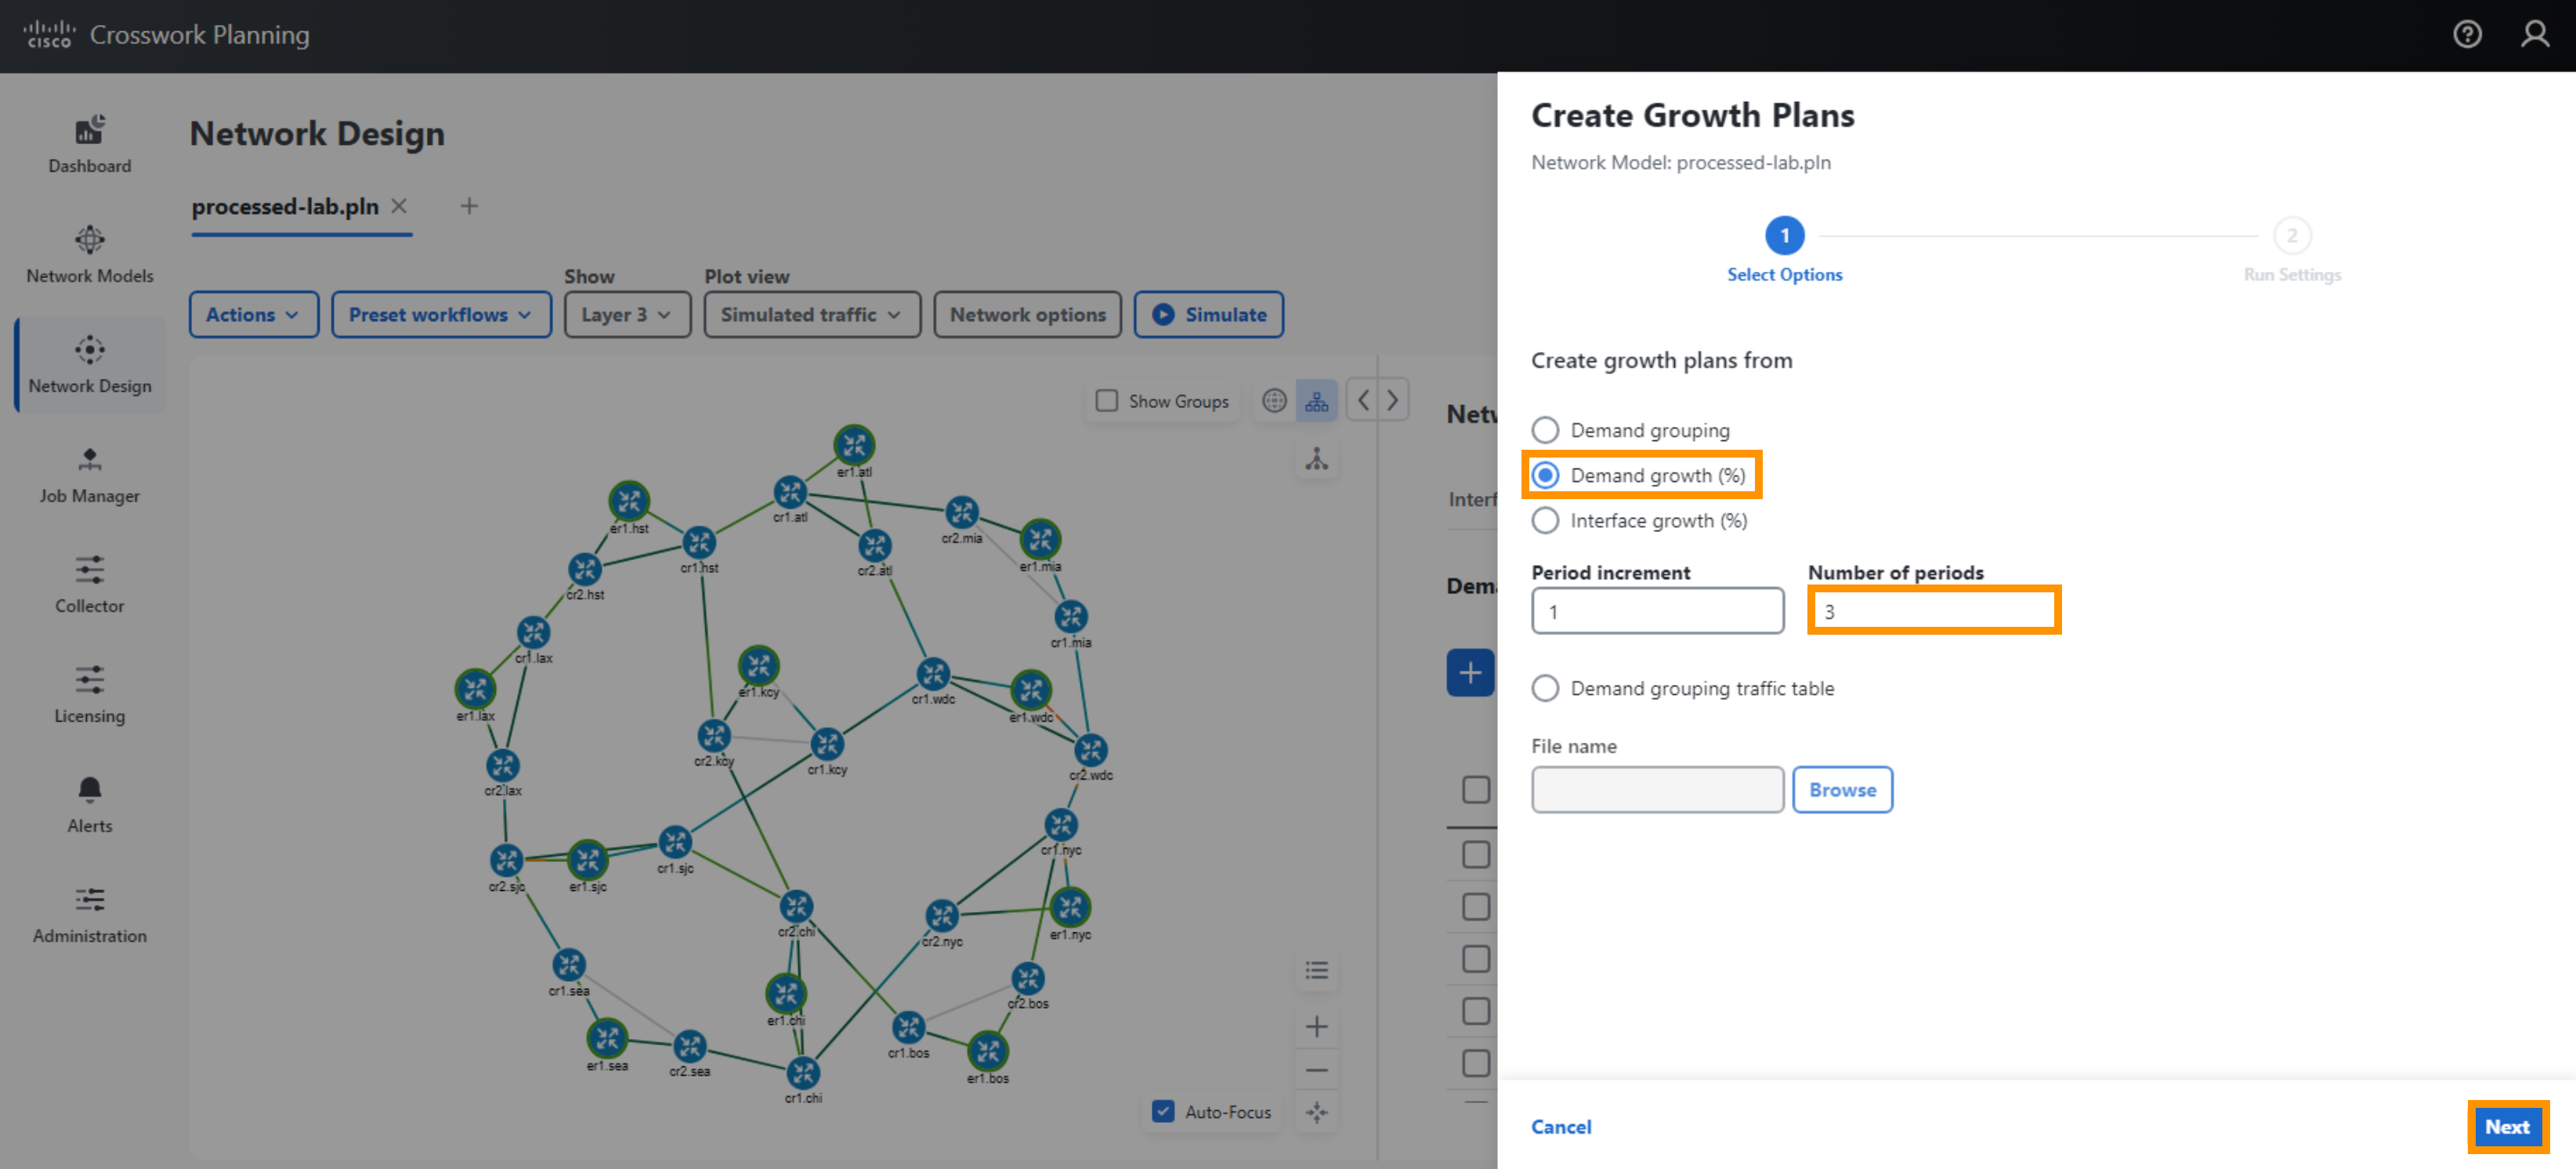 CISCO Crosswork Planning
Dashboard
Network Models
Network Design
Job Manager
Collector
Licensing
Alerts
Administration
Network Design
processed-lab.pln
Show
Plot view
Actions
Preset workflows
Layer 3
Simulated traffic
Network options
Simulate
Show Groups
er1.atl
er1.hst
cr1.atl
cr2.mia
cr1.hst
cr2.atl
er1.mia
cr2.hst
cr1.mia
cr1.lax
er1.kcy
cr1.wdc
er1.wdc
er1.lax
cr2.kcy
cr1.kcy
cr2.wdc
cr2.lax
cr1.nyc
cr1.sjc
cr2.sjc
er1.sjc
cr2.chi
cr2.nyc
er1.nyc
cr1.sea
cr2.bos
er1.chi
cr1.bos
er1.sea
cr2.sea
er1.bos
cr1.chi
Auto-Focus
Create Growth Plans
Network Model: processed-lab.pln
1
2
Select Options
Run Settings
Create growth plans from
Demand grouping
Demand growth (%)
Interface growth (%)
Period increment
Number of periods
1
3
Demand grouping traffic table
File name
Browse
Cancel
Next